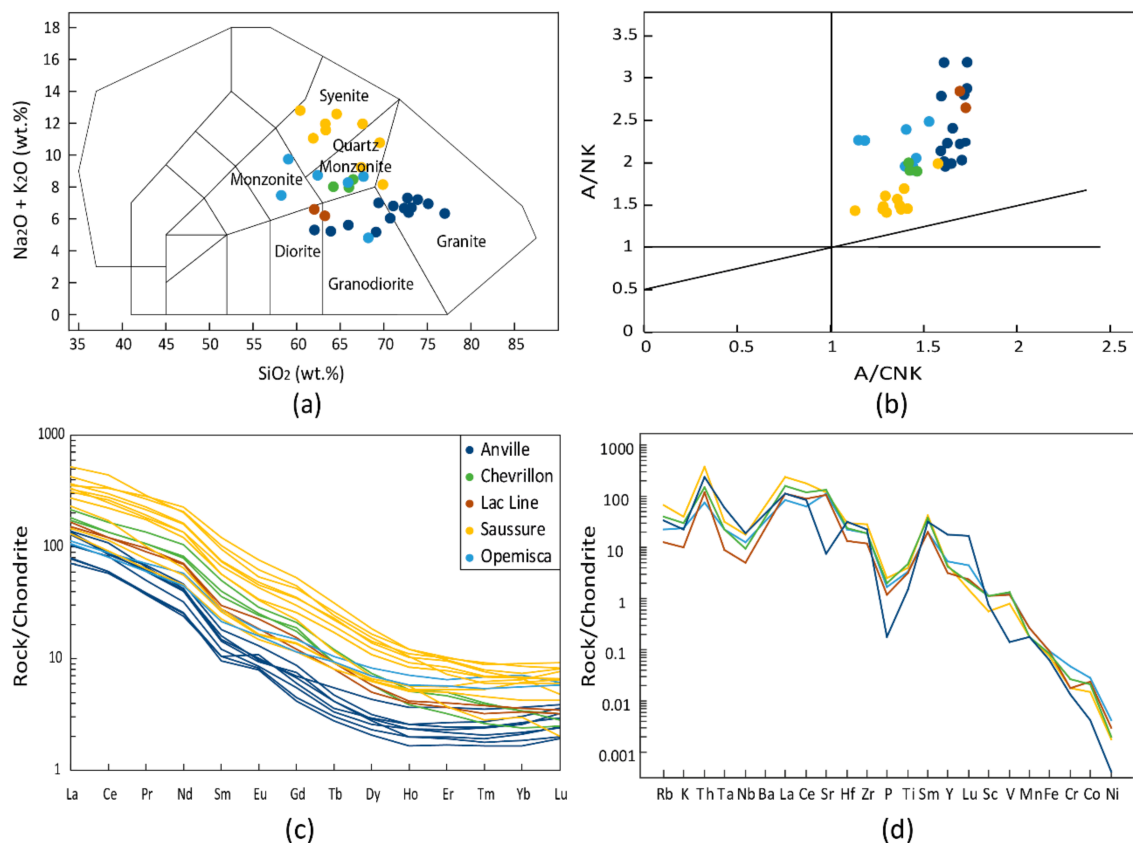 18
16
14
12
10
8
6
4
2
0
Na2O + K2O (wt.%)
Syenite
Quartz
Monzonite
Monzonite
Diorite
Granite
Granodiorite
35 40 45 50 55 60 65 70 75 80 85
SiO2 (wt.%)
(a)
3.5
3
2.5
2
1.5
1
0.5
0
A/NK
0 0.5 1 1.5 2 2.5
A/CNK
(b)
1000
100
10
1
Rock/Chondrite
Anville
Chevrillon
Lac Line
Saussure
Opemisca
La Ce Pr Nd Sm Eu Gd Tb Dy Ho Er Tm Yb Lu
(c)
1000
100
10
1
0.1
0.01
0.001
Rock/Chondrite
Rb K Th Ta Nb Ba La Ce Sr Hf Zr P Ti Sm Y Lu Sc V Mn Fe Cr Co Ni
(d)